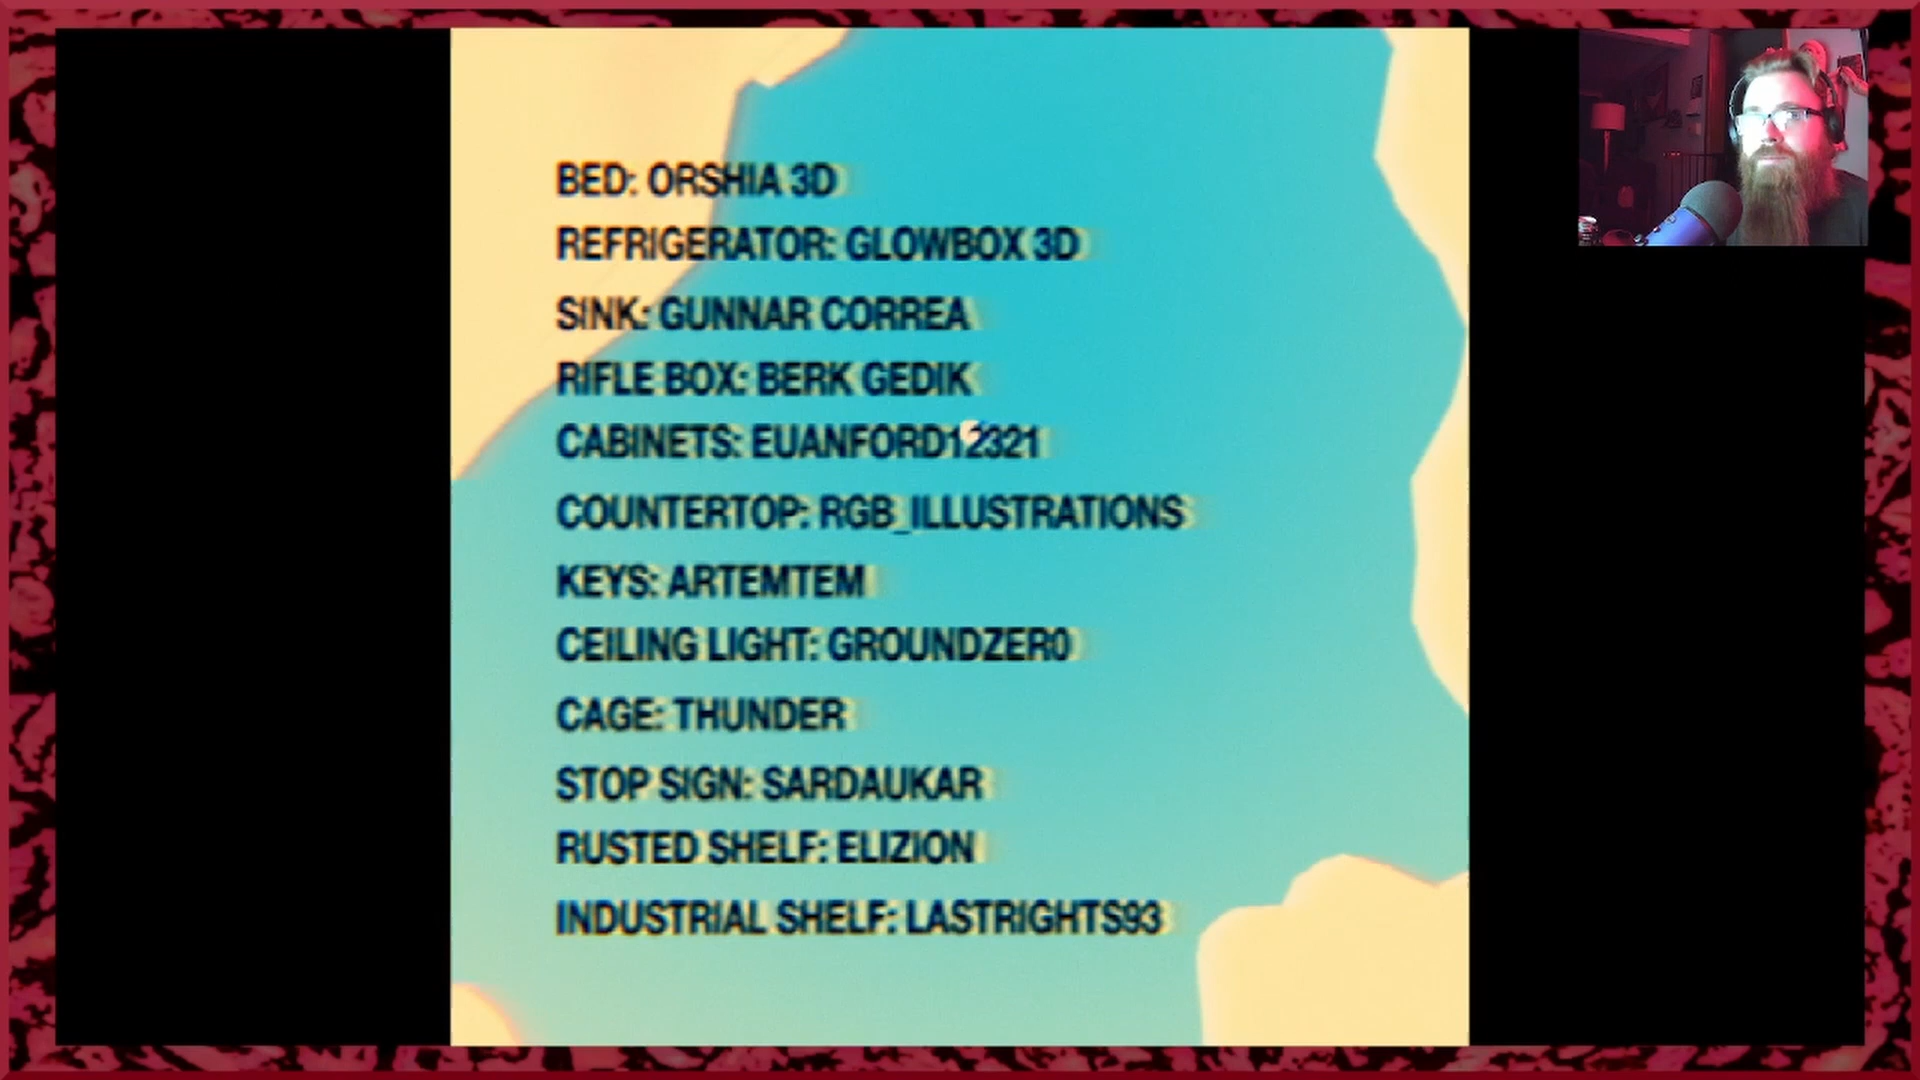 BED: ORSHIA 3D
REFRIGERATOR: GLOWBOX 3D
SINK: GUNNAR CORREA
RIFLE BOX: BERK GEDIK
CABINETS: EUANFORD12321
COUNTERTOP: RGB_ILLUSTRATIONS
KEYS: ARTEMTEM
CEILING LIGHT: GROUNDZER0
CAGE: THUNDER
STOP SIGN: SARDAUKAR
RUSTED SHELF: ELIZION
INDUSTRIAL SHELF: LASTRIGHTS93